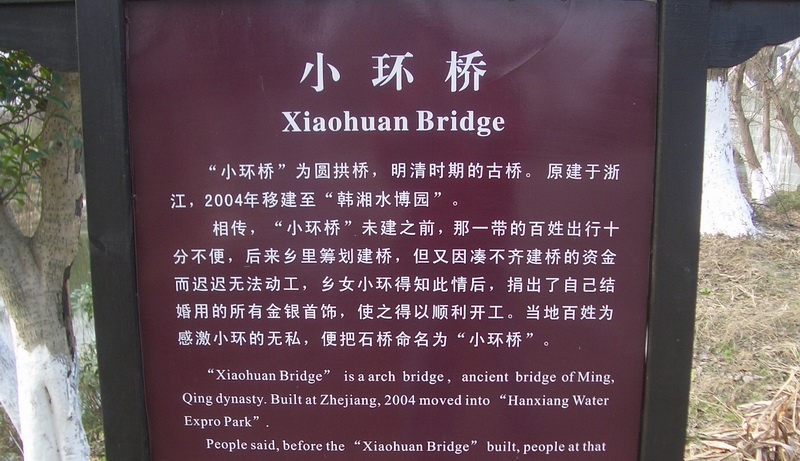 小环桥
Xiaohuan Bridge
“小环桥”为圆拱桥，明清时期的古桥。原建于浙
江，2004年移建至“韩湘水博园”。
相传，“小环桥”未建之前，那一带的百姓出行十
分不便，后来乡里筹划建桥，但又因凑不齐建桥的资金
而迟迟无法动工，乡女小环得知此情后，捐出了自己结
婚用的所有金银首饰，使之得以顺利开工。当地百姓为
感激小环的无私，便把石桥命名为“小环桥”。
“Xiaohuan Bridge” is a arch bridge, ancient bridge of Ming,
Qing dynasty. Built at Zhejiang, 2004 moved into “Hanxiang Water
Expro Park”.
People said, before the “Xiaohuan Bridge” built, people at that